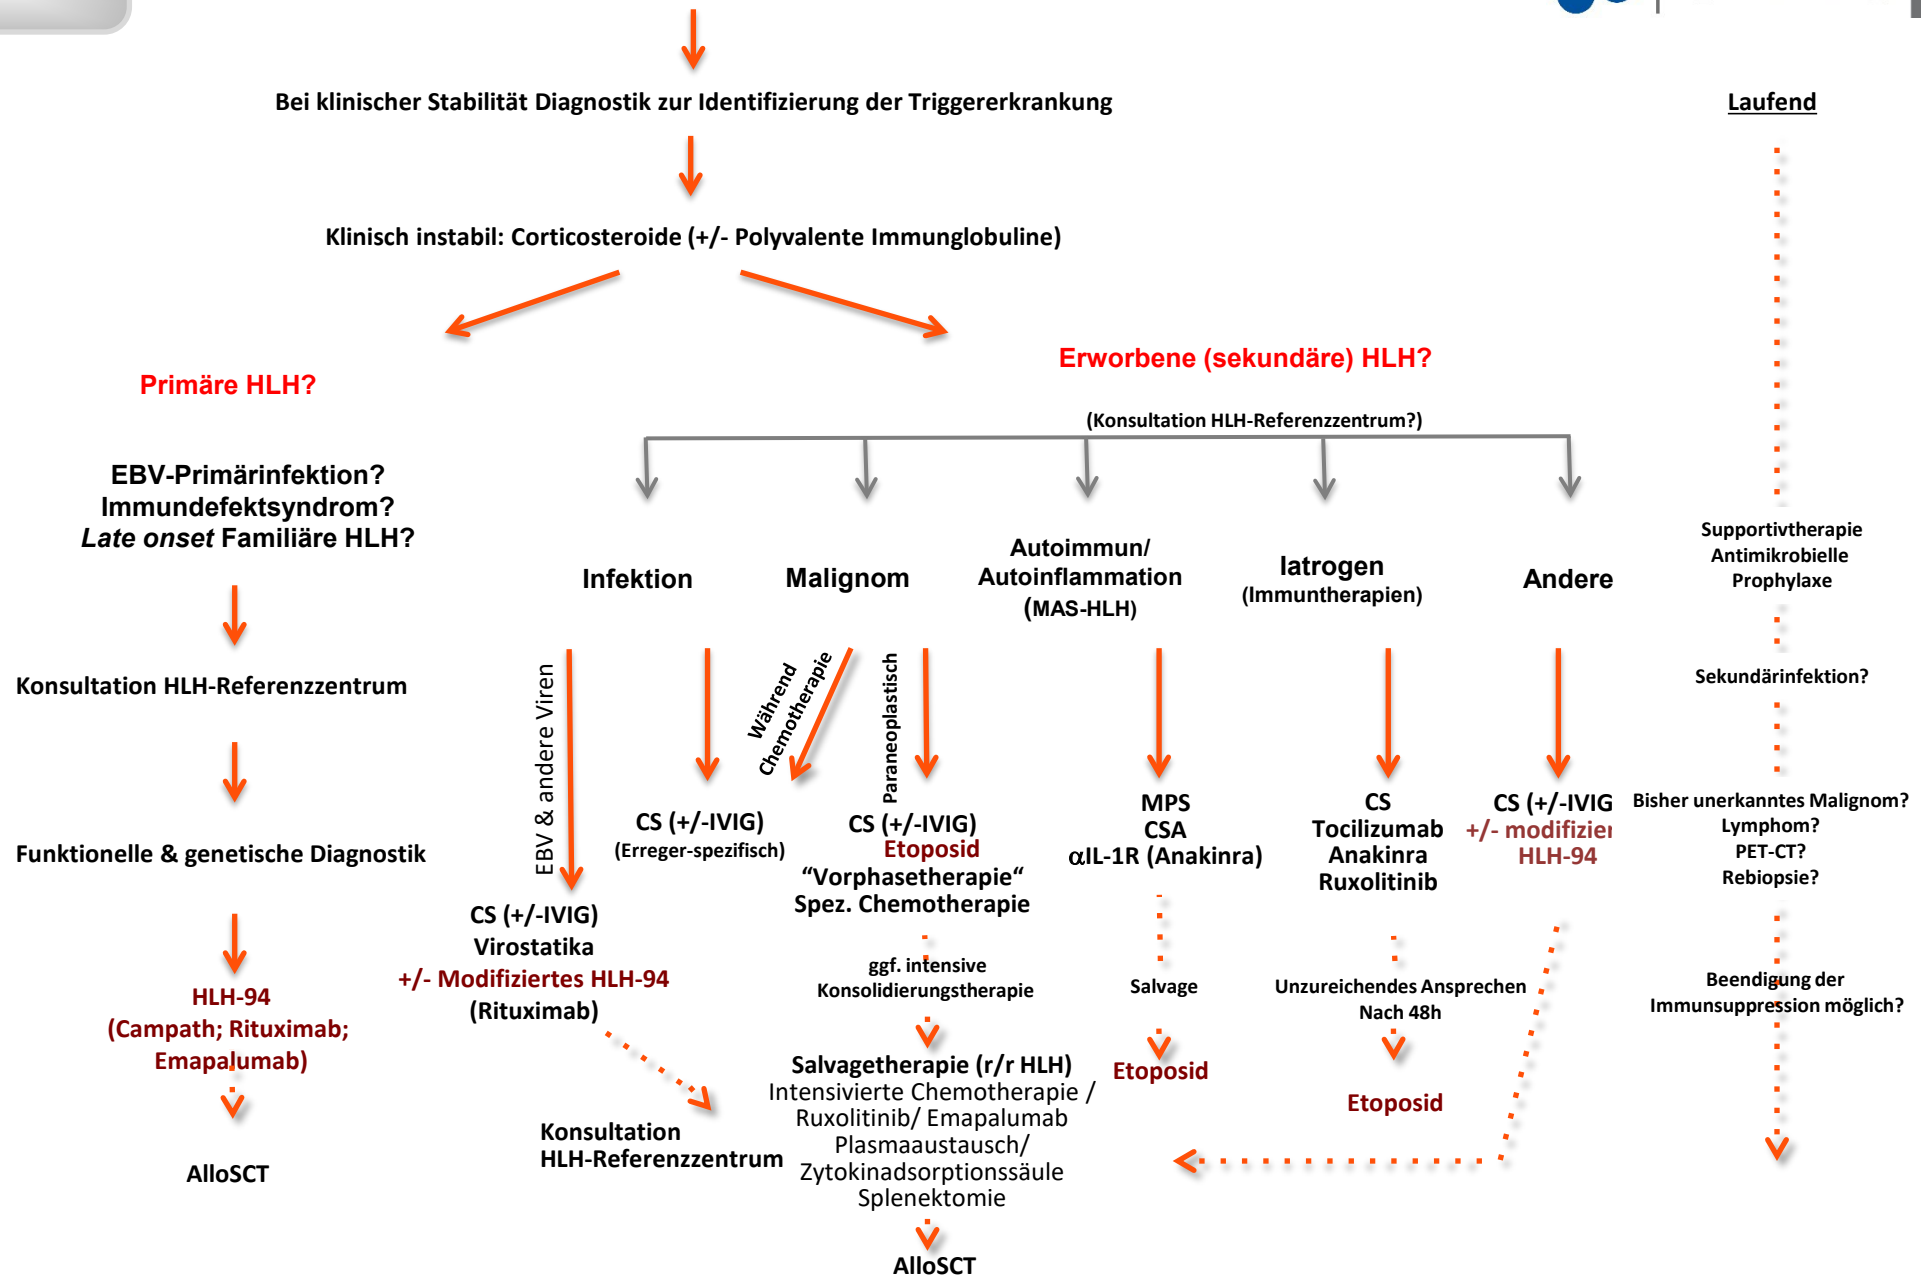 Bei klinischer Stabilität Diagnostik zur Identifizierung der Triggererkrankung
Laufend
Klinisch instabil: Corticosteroide (+/- Polyvalente Immunglobuline)
Primäre HLH?
Erworbene (sekundäre) HLH?
(Konsultation HLH-Referenzzentrum?)
EBV-Primärinfektion?
Immundefektsyndrom?
Late onset Familiäre HLH?
Konsultation HLH-Referenzzentrum
Funktionelle & genetische Diagnostik
HLH-94
(Campath; Rituximab;
Emapalumab)
AlloSCT
Infektion
Malignom
Autoimmun/
Autoinflammation
(MAS-HLH)
Iatrogen
(Immuntherapien)
Andere
EBV & andere Viren
Während
Chemotherapie
Paraneoplastisch
CS (+/-IVIG)
Virostatika
+/- Modifiziertes HLH-94
(Rituximab)
Konsultation
HLH-Referenzzentrum
CS (+/-IVIG)
(Erreger-spezifisch)
CS (+/-IVIG)
Etoposid
“Vorphasetherapie“
Spez. Chemotherapie
ggf. intensive
Konsolidierungstherapie
Salvagetherapie (r/r HLH)
Intensivierte Chemotherapie /
Ruxolitinib/ Emapalumab
Plasmaaustausch/
Zytokinadsorptionssäule
Splenektomie
AlloSCT
MPS
CSA
αIL-1R (Anakinra)
Salvage
Etoposid
CS
Tocilizumab
Anakinra
Ruxolitinib
Unzureichendes Ansprechen
Nach 48h
Etoposid
CS (+/-IVIG
+/- modifizier
HLH-94
Supportivtherapie
Antimikrobielle
Prophylaxe
Sekundärinfektion?
Bisher unerkanntes Malignom?
Lymphom?
PET-CT?
Rebiopsie?
Beendigung der
Immunsuppression möglich?